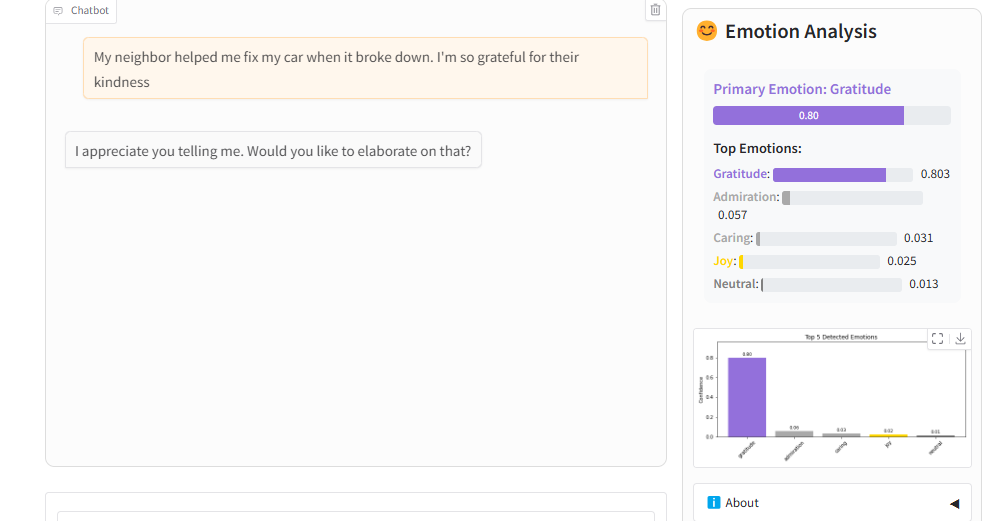 Chatbot
My neighbor helped me fix my car when it broke down. I'm so grateful for their
kindness
I appreciate you telling me. Would you like to elaborate on that?
Emotion Analysis
Primary Emotion: Gratitude
0.80
Top Emotions:
Gratitude: 0.803
Admiration:
0.057
Caring: 0.031
Joy: 0.025
Neutral: 0.013
Top 5 Detected Emotions
Confidence
0.8
0.6
0.4
0.2
0.0
0.80
0.06
0.03
0.02
0.01
gratitude
admiration
caring
joy
neutral
About